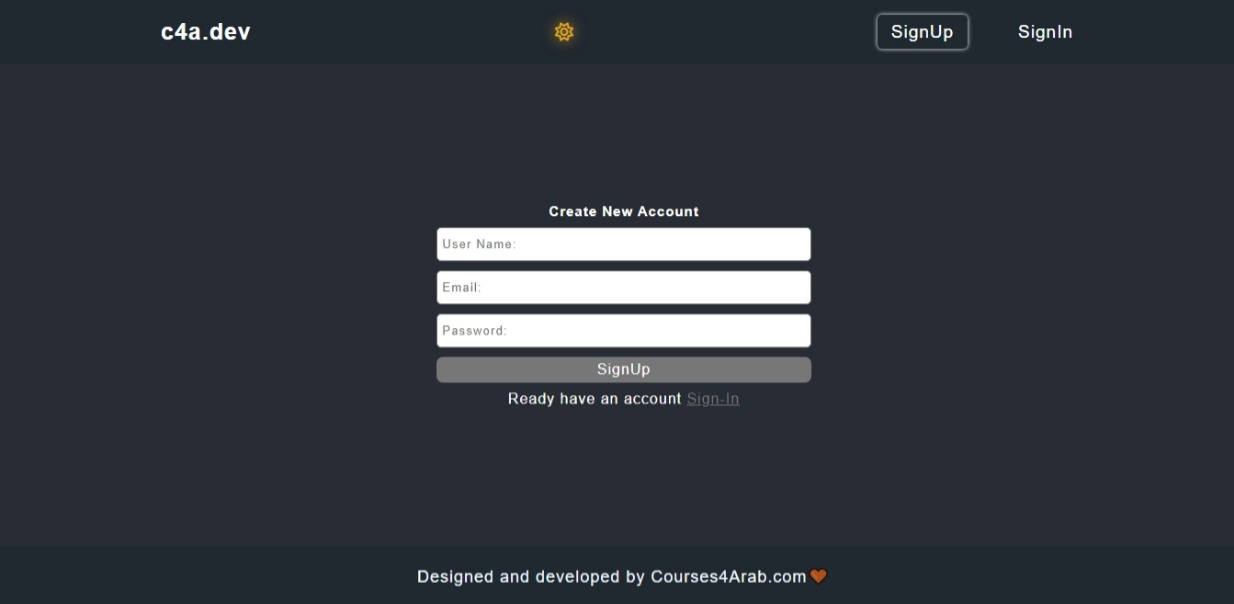 c4a.dev
SignUp
SignIn
Create New Account
User Name:
Email:
Password:
SignUp
Ready have an account Sign-In
Designed and developed by Courses4Arab.com🧡